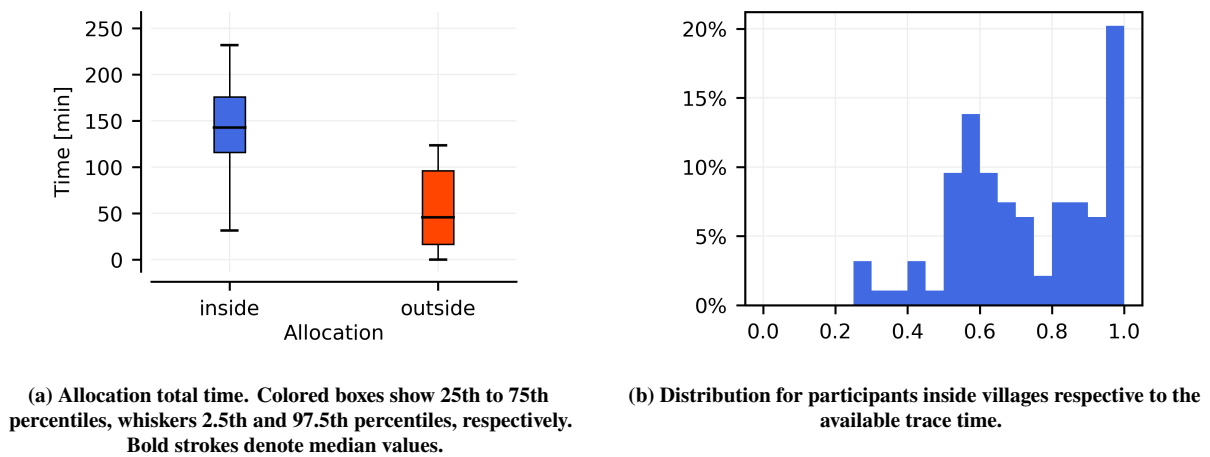 250
200
150
100
50
0
Time [min]
inside
outside
Allocation
20%
15%
10%
5%
0%
0.0
0.2
0.4
0.6
0.8
1.0
(a) Allocation total time. Colored boxes show 25th to 75th
percentiles, whiskers 2.5th and 97.5th percentiles, respectively.
Bold strokes denote median values.
(b) Distribution for participants inside villages respective to the
available trace time.